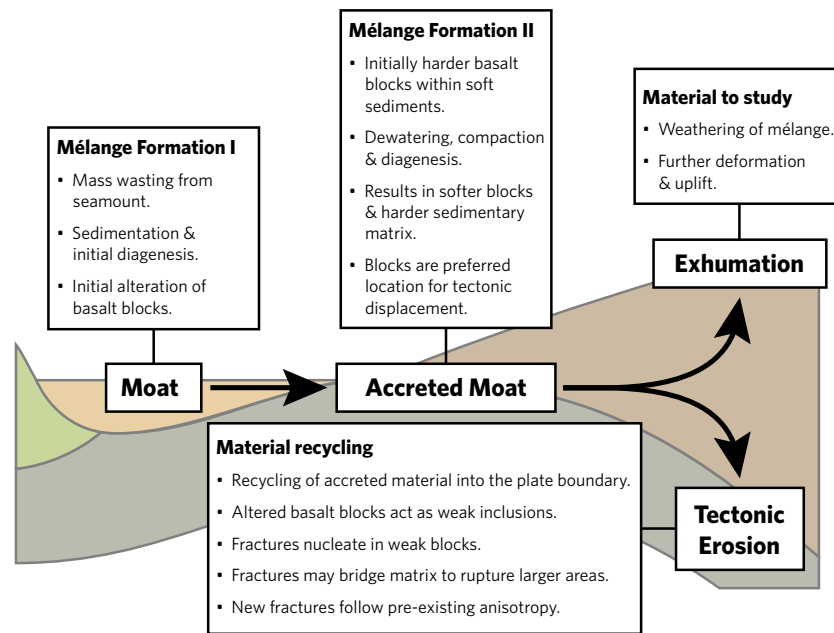 Mélange Formation I
• Mass wasting from
seamount.
• Sedimentation &
initial diagenesis.
• Initial alteration of
basalt blocks.
Mélange Formation II
• Initially harder basalt
blocks within soft
sediments.
• Dewatering, compaction
& diagenesis.
• Results in softer blocks
& harder sedimentary
matrix.
• Blocks are preferred
location for tectonic
displacement.
Material to study
• Weathering of mélange.
• Further deformation
& uplift.
Exhumation
Moat
Accreted Moat
Material recycling
• Recycling of accreted material into the plate boundary.
• Altered basalt blocks act as weak inclusions.
• Fractures nucleate in weak blocks.
• Fractures may bridge matrix to rupture larger areas.
• New fractures follow pre-existing anisotropy.
Tectonic
Erosion